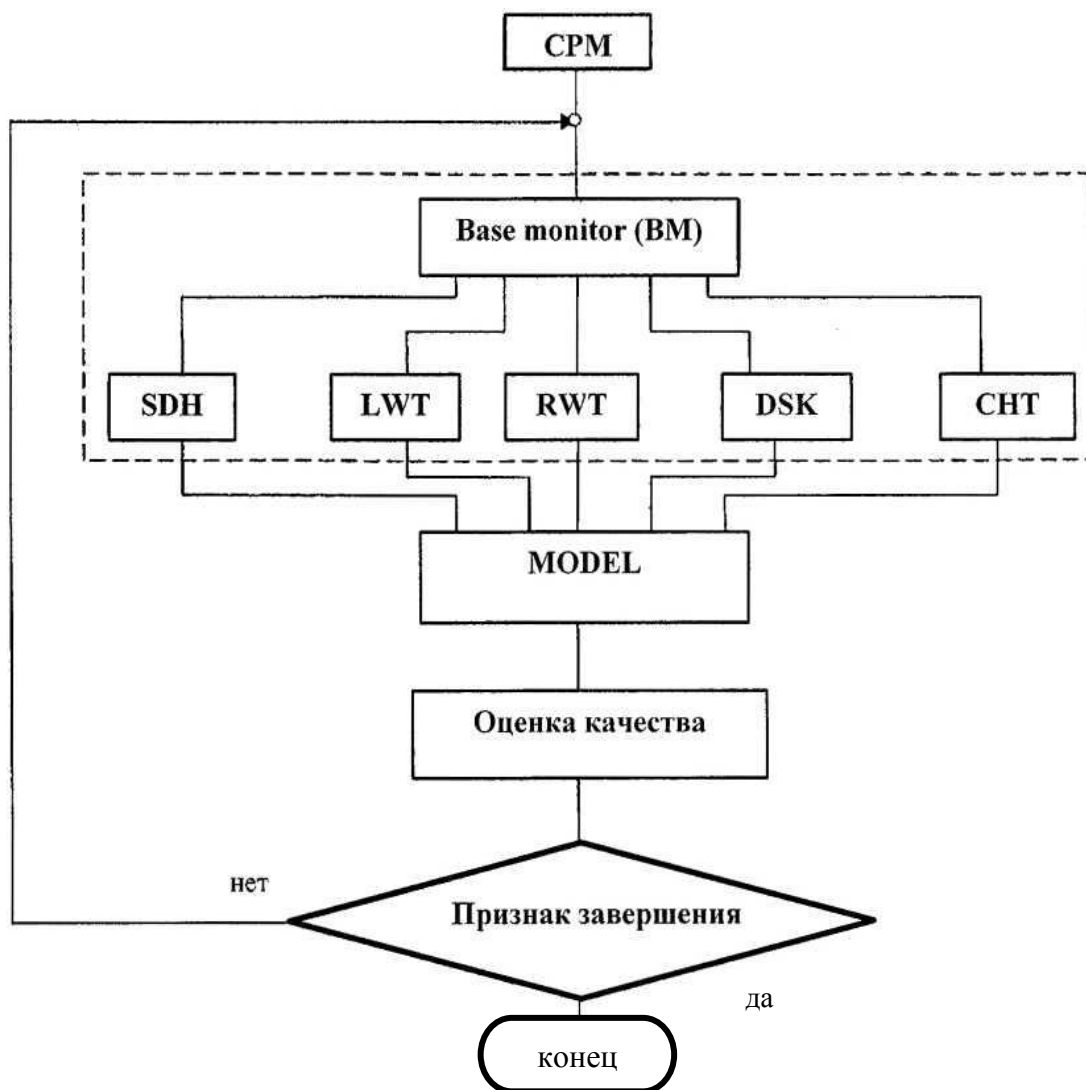 CPM
Base monitor (BM)
SDH
LWT
RWT
DSK
CHT
MODEL
Оценка качества
нет
Признак завершения
да
конец